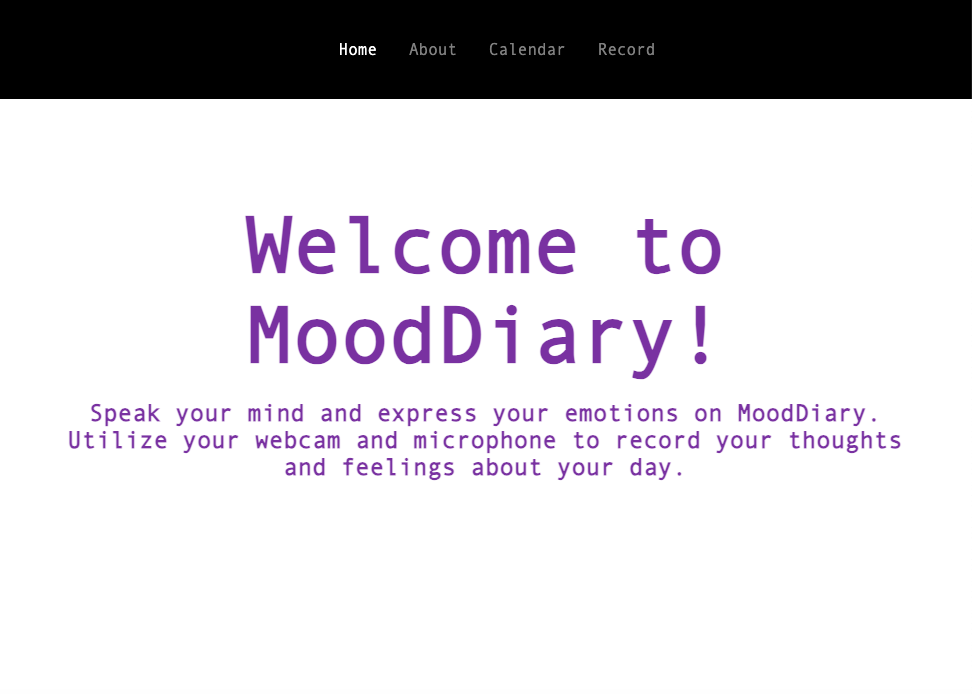 Home About Calendar Record
Welcome to
MoodDiary!
Speak your mind and express your emotions on MoodDiary.
Utilize your webcam and microphone to record your thoughts
and feelings about your day.